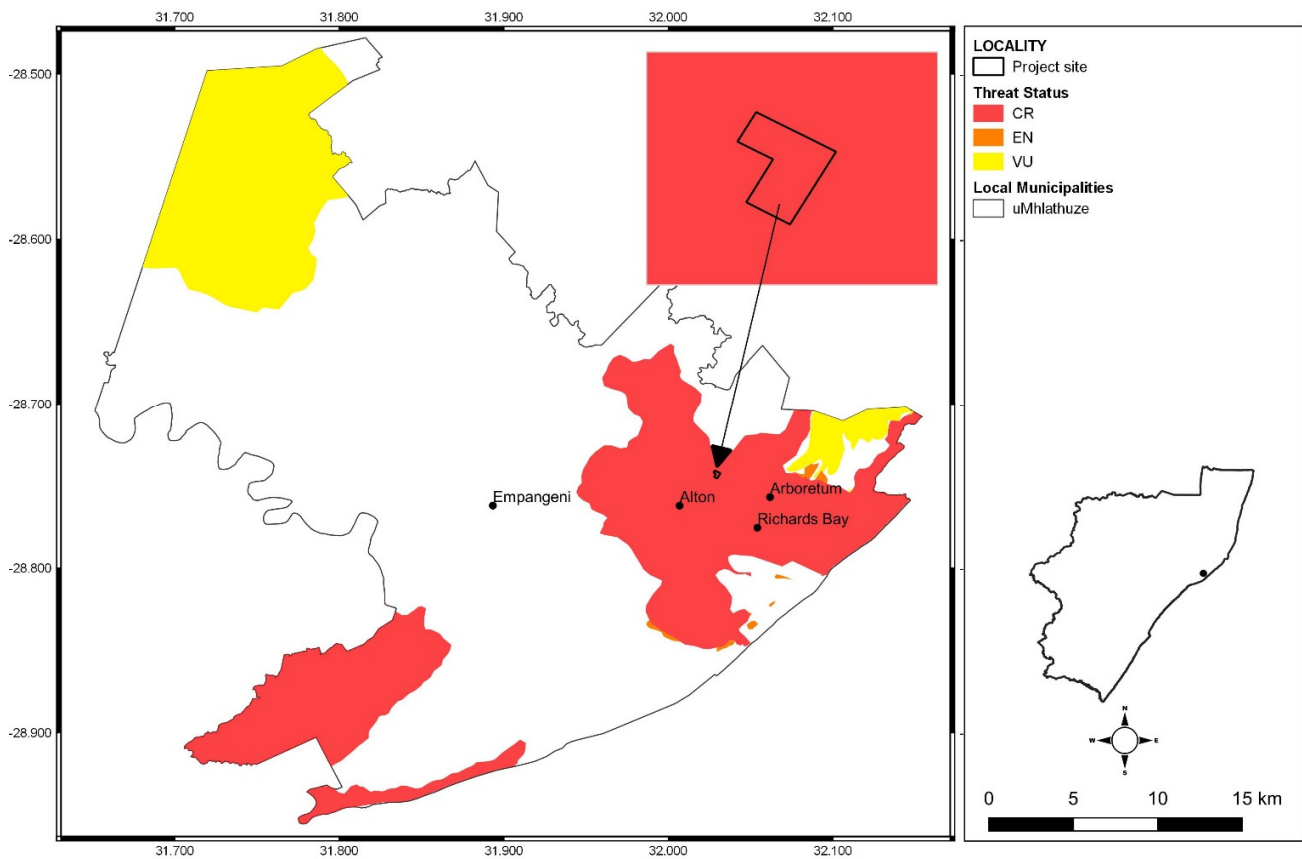 31.700
31.800
31.900
32.000
32.100
-28.500
-28.600
-28.700
-28.800
-28.900
Empangeni
Alton
Arboretum
Richards Bay
31.700
31.800
31.900
32.000
32.100
LOCALITY
Project site
Threat Status
CR
EN
VU
Local Municipalities
uMhlathuze
N
W
E
S
0
5
10
15 km